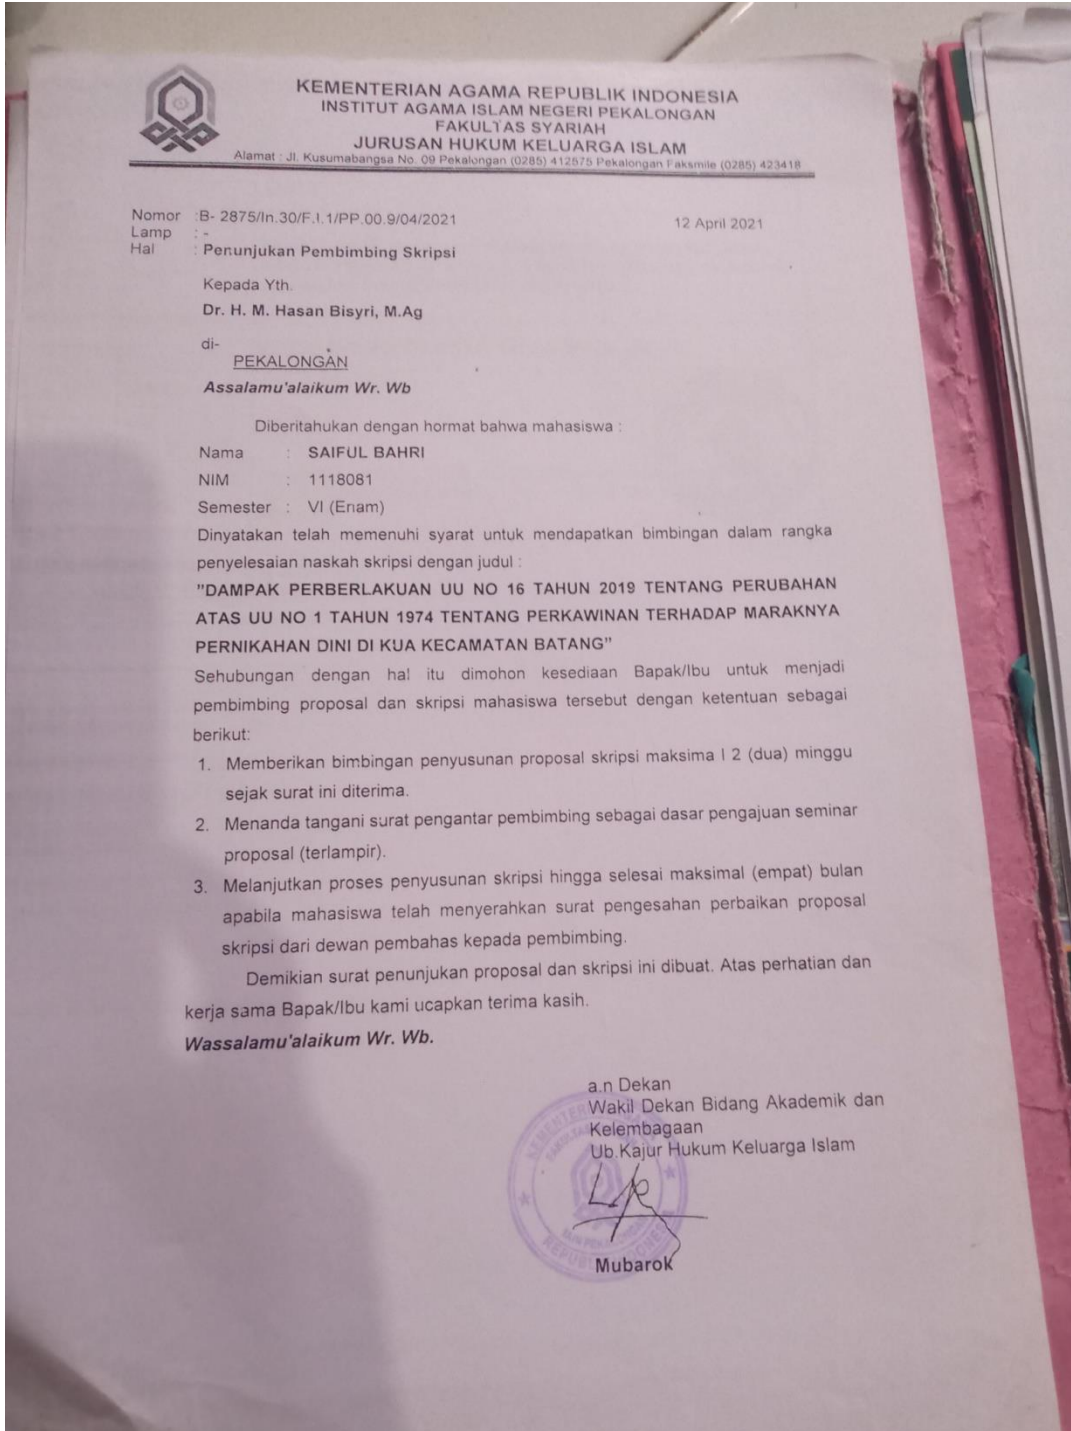 KEMENTERIAN AGAMA REPUBLIK INDONESIA
INSTITUT AGAMA ISLAM NEGERI PEKALONGAN
FAKULTAS SYARIAH
JURUSAN HUKUM KELUARGA ISLAM
Alamat : Jl. Kusumabangsa No. 09 Pekalongan (0285) 412575 Pekalongan Faksmile (0285) 423418
Nomor :B- 2875/In.30/F.I.1/PP.00.9/04/2021 12 April 2021
Lamp : -
Hal : Penunjukan Pembimbing Skripsi
Kepada Yth.
Dr. H. M. Hasan Bisyri, M.Ag
di-
PEKALONGAN
Assalamu'alaikum Wr. Wb
Diberitahukan dengan hormat bahwa mahasiswa :
Nama : SAIFUL BAHRI
NIM : 1118081
Semester : VI (Enam)
Dinyatakan telah memenuhi syarat untuk mendapatkan bimbingan dalam rangka
penyelesaian naskah skripsi dengan judul :
"DAMPAK PERBERLAKUAN UU NO 16 TAHUN 2019 TENTANG PERUBAHAN
ATAS UU NO 1 TAHUN 1974 TENTANG PERKAWINAN TERHADAP MARAKNYA
PERNIKAHAN DINI DI KUA KECAMATAN BATANG"
Sehubungan dengan hal itu dimohon kesediaan Bapak/Ibu untuk menjadi
pembimbing proposal dan skripsi mahasiswa tersebut dengan ketentuan sebagai
berikut:
1. Memberikan bimbingan penyusunan proposal skripsi maksima l 2 (dua) minggu
sejak surat ini diterima.
2. Menanda tangani surat pengantar pembimbing sebagai dasar pengajuan seminar
proposal (terlampir).
3. Melanjutkan proses penyusunan skripsi hingga selesai maksimal (empat) bulan
apabila mahasiswa telah menyerahkan surat pengesahan perbaikan proposal
skripsi dari dewan pembahas kepada pembimbing.
Demikian surat penunjukan proposal dan skripsi ini dibuat. Atas perhatian dan
kerja sama Bapak/Ibu kami ucapkan terima kasih.
Wassalamu'alaikum Wr. Wb.
a.n Dekan
Wakil Dekan Bidang Akademik dan
Kelembagaan
Ub.Kajur Hukum Keluarga Islam
Mubarok